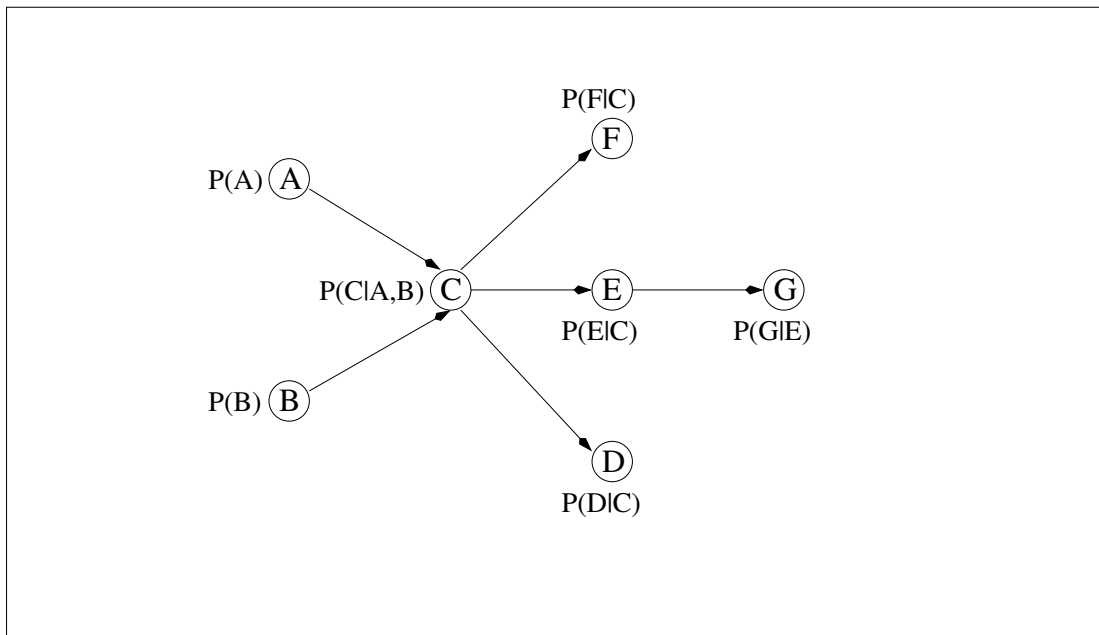 P(F|C)
F
P(A) A
P(C|A,B) C
E
G
P(E|C)
P(G|E)
P(B) B
D
P(D|C)